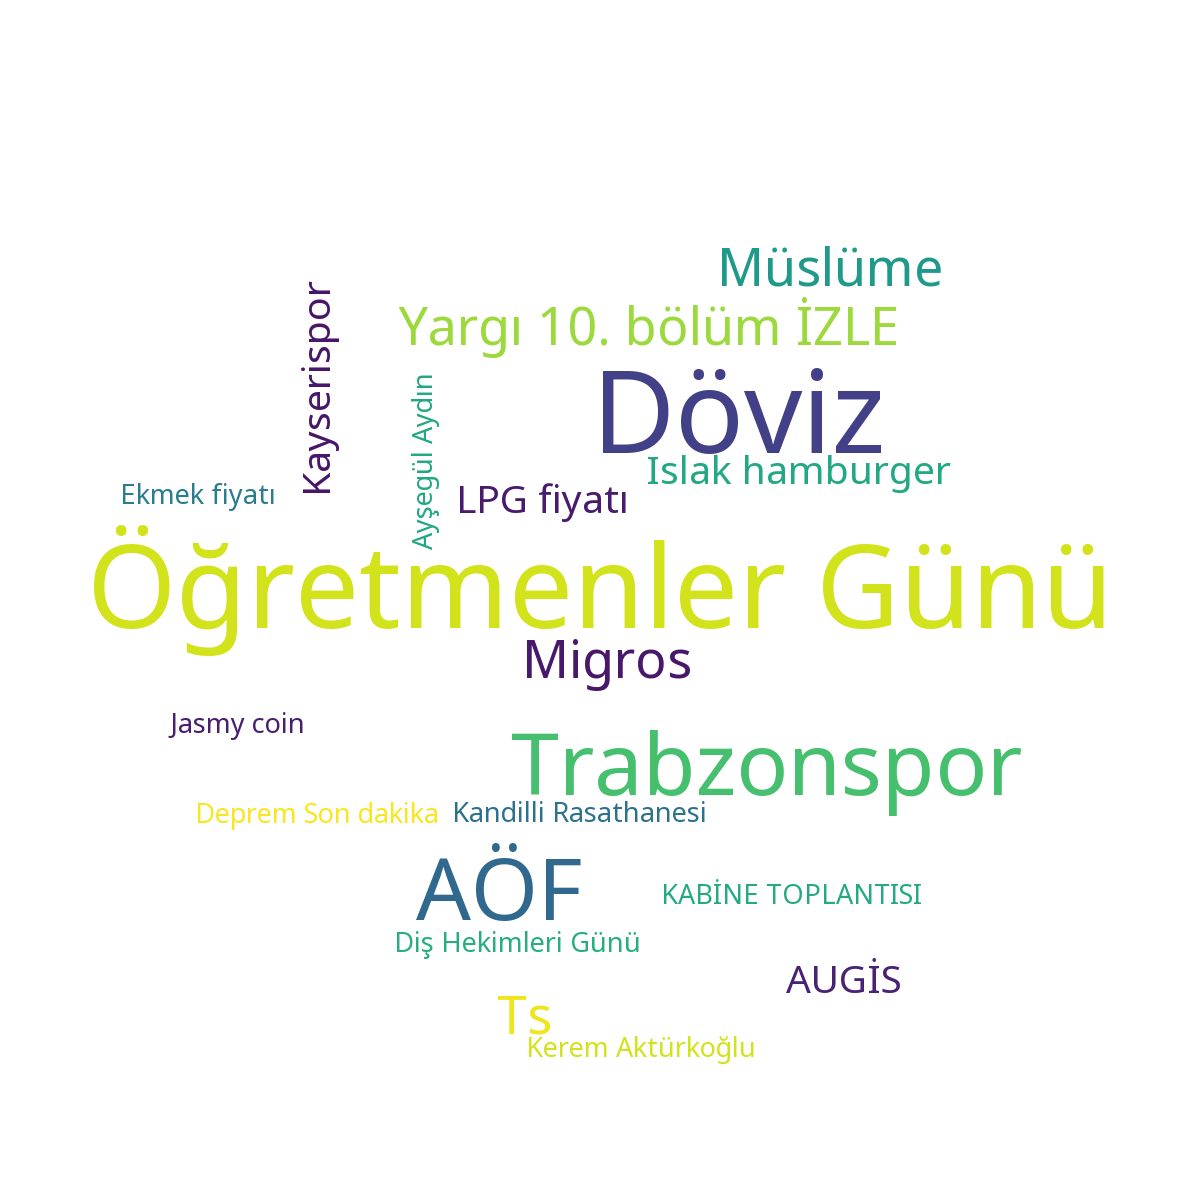 Müslüme
Yargı 10. bölüm İZLE
Kayserispor
Döviz
Ayşegül Aydın
Islak hamburger
Ekmek fiyatı
LPG fiyatı
Öğretmenler Günü
Migros
Jasmy coin
Trabzonspor
Deprem Son dakika
Kandilli Rasathanesi
AÖF
KABİNE TOPLANTISI
Diş Hekimleri Günü
AUGİS
Ts
Kerem Aktürkoğlu